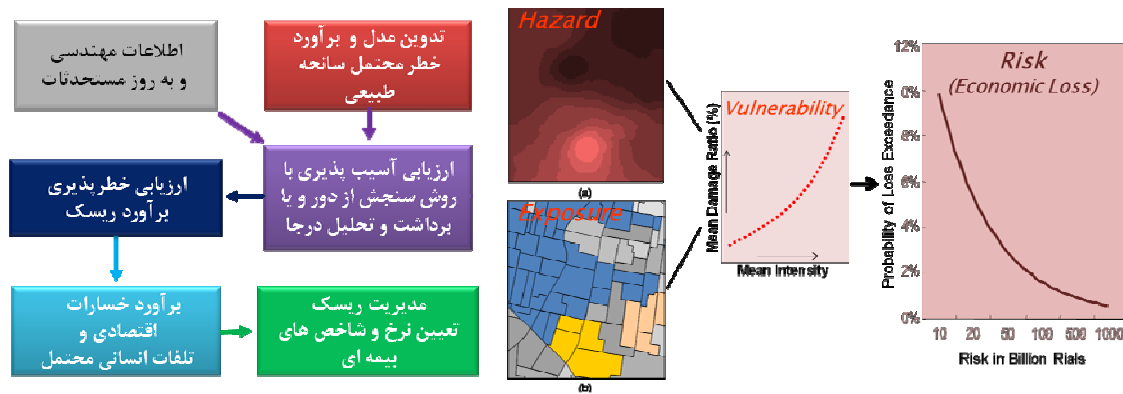 اطلاعات مهندسی
و به روز مستحدثات
تدوین مدل و برآورد
خطر محتمل سانحه
طبیعی
ارزیابی خطرپذیری
برآورد ریسک
ارزیابی آسیب پذیری با
روش سنجش از دور و یا
برداشت و تحلیل درجا
برآورد خسارات
اقتصادی و
تلفات انسانی محتمل
مدیریت ریسک
تعیین نرخ و شاخص های
بیمه ای
Hazard
(a)
Exposure
(b)
Vulnerability
Mean Damage Ratio (%)
Mean Intensity
Risk
(Economic Loss)
Probability of Loss Exceedance
12%
0%
8%
6%
4%
2%
0%
10 20 50 100 500 1000
Risk in Billion Rials